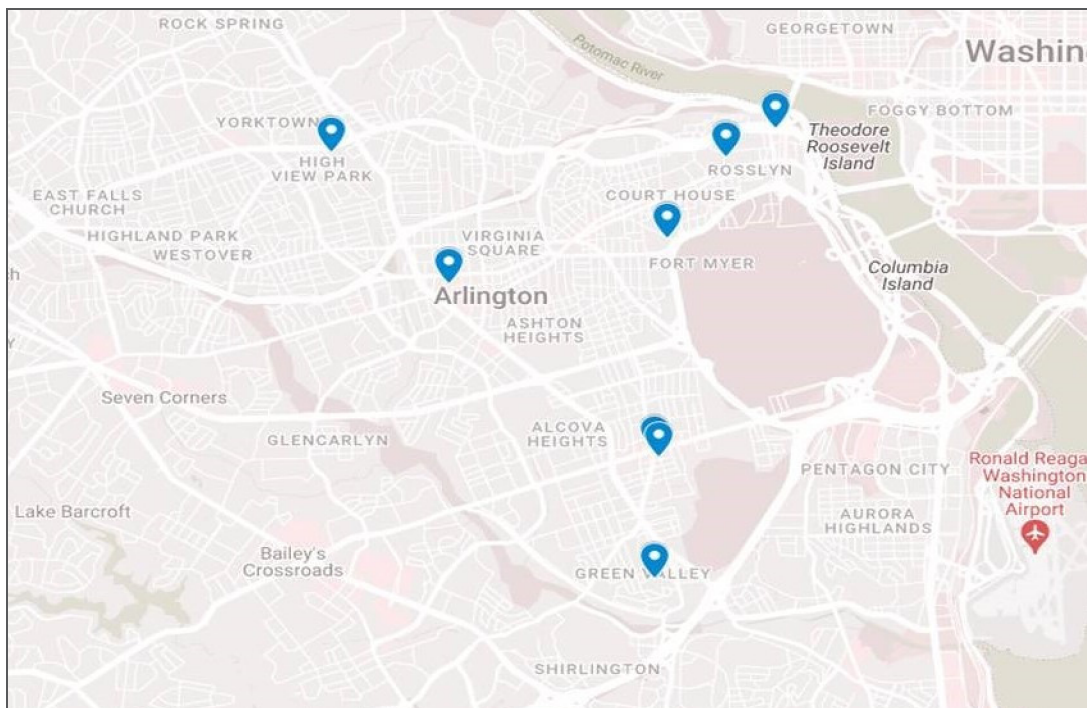 ROCK SPRING
GEORGETOWN
Potomac River
Washin
YORKTOWN
FOGGY BOTTOM
Theodore
Roosevelt
Island
HIGH
VIEW PARK
ROSSLYN
EAST FALLS
CHURCH
COURT HOUSE
HIGHLAND PARK
WESTOVER
VIRGINIA
SQUARE
FORT MYER
Columbia
Island
ch
Arlington
ASHTON
HEIGHTS
Y
Seven Corners
GLENCARLYN
ALCOVA
HEIGHTS
PENTAGON CITY
Ronald Reaga
Washington
National
Airport
Lake Barcroft
AURORA
HIGHLANDS
Bailey's
Crossroads
GREEN VALLEY
SHIRLINGTON